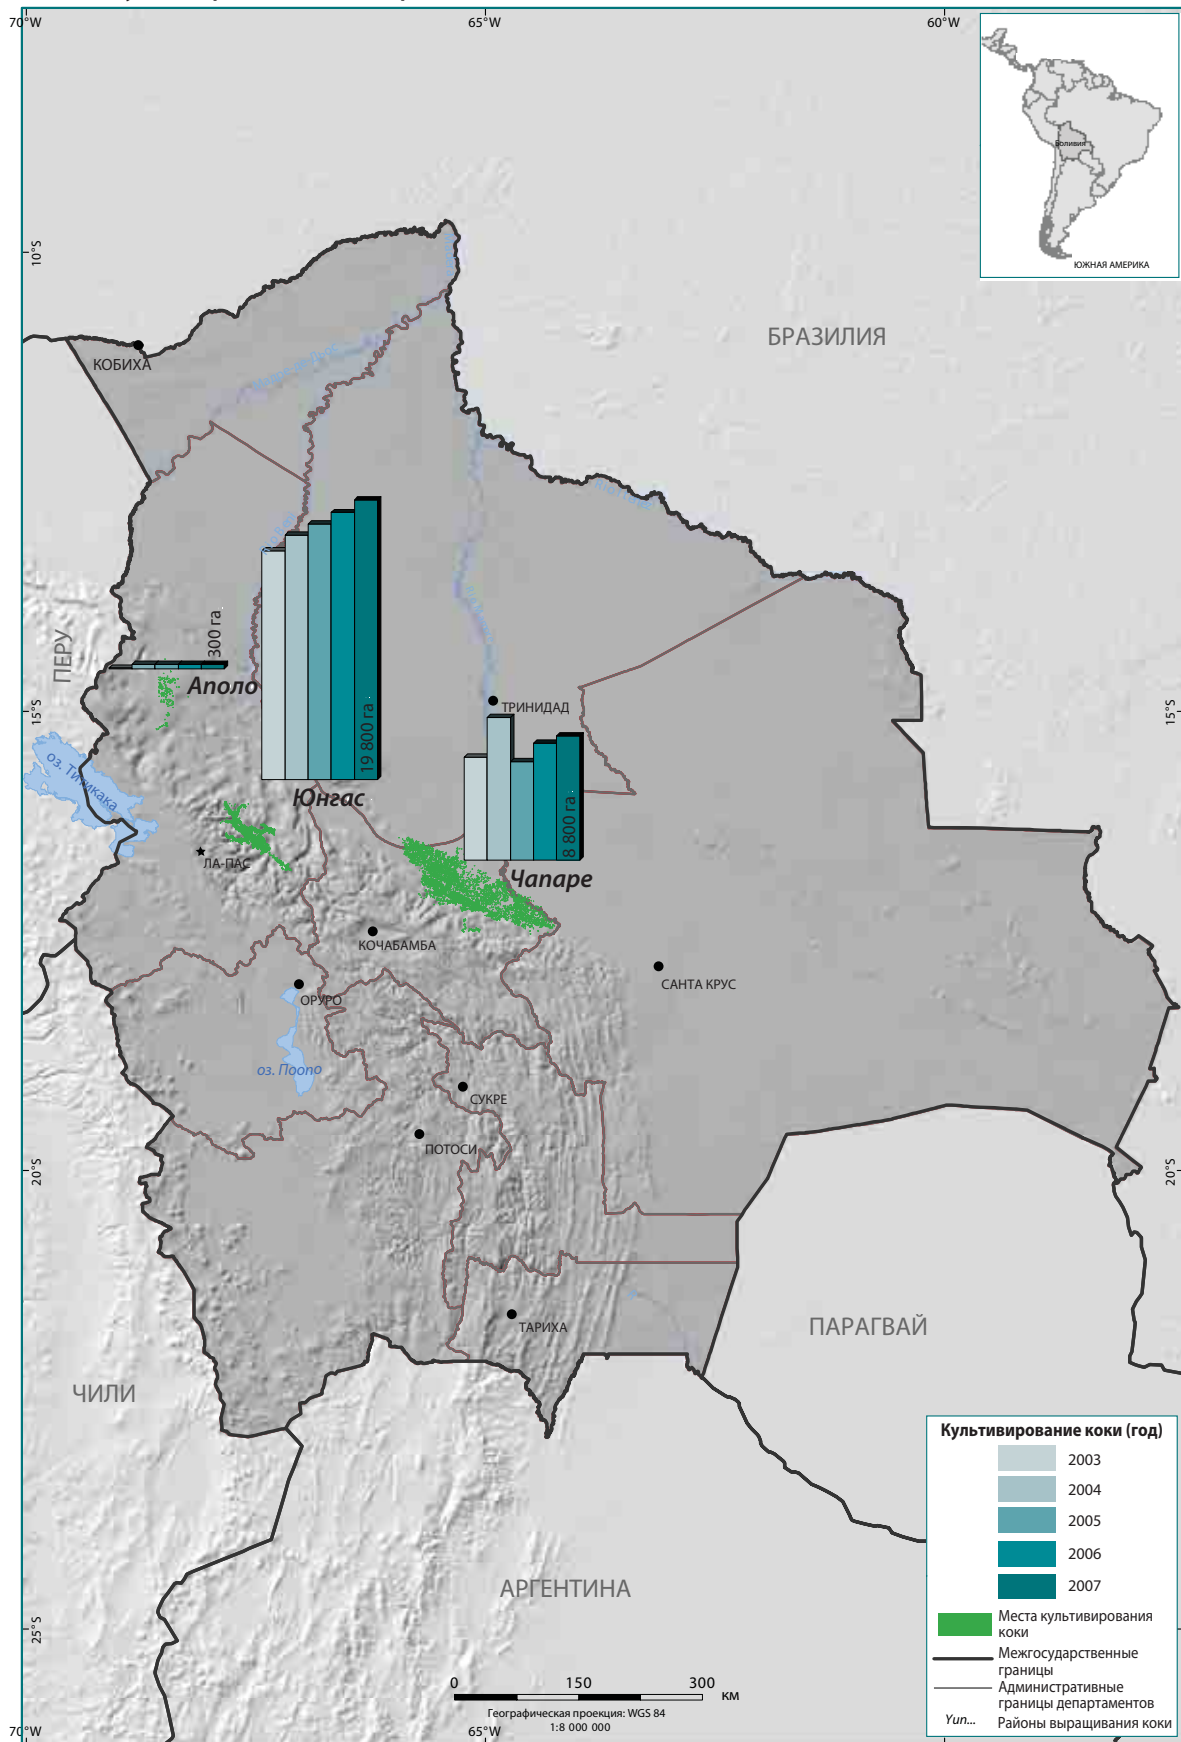 70°W
65°W
60°W
Боливия
ЮЖНАЯ АМЕРИКА
10°S
БРАЗИЛИЯ
КОБИХА
ПЕРУ
300 га
Аполо
19 800 га
Юнгас
15°S
15°S
ТРИНИДАД
8 800 га
Чапаре
оз. Титикака
ЛА-ПАС
КОЧАБАМБА
САНТА КРУС
ОРУРО
оз. Поопо
СУКРЕ
ПОТОСИ
20°S
20°S
ТАРИХА
ПАРАГВАЙ
ЧИЛИ
АРГЕНТИНА
25°S
Культивирование коки (год)
2003
2004
2005
2006
2007
Места культивирования
коки
Межгосударственные
границы
Административные
границы департаментов
Yun...
Районы выращивания коки
0 150 300
км
Географическая проекция: WGS 84
1:8 000 000
70°W
65°W